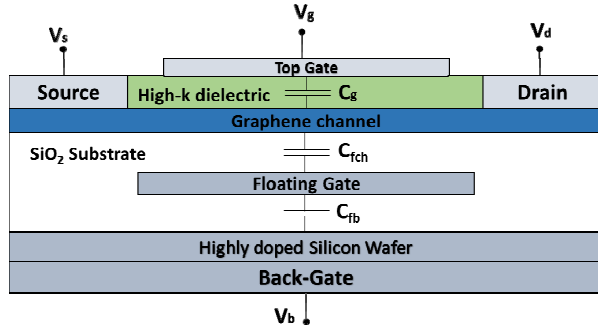 Vg
Vs
Vd
Top Gate
Source
High-k dielectric
Cg
Drain
Graphene channel
SiO₂ Substrate
Cfch
Floating Gate
Cfb
Highly doped Silicon Wafer
Back-Gate
Vb